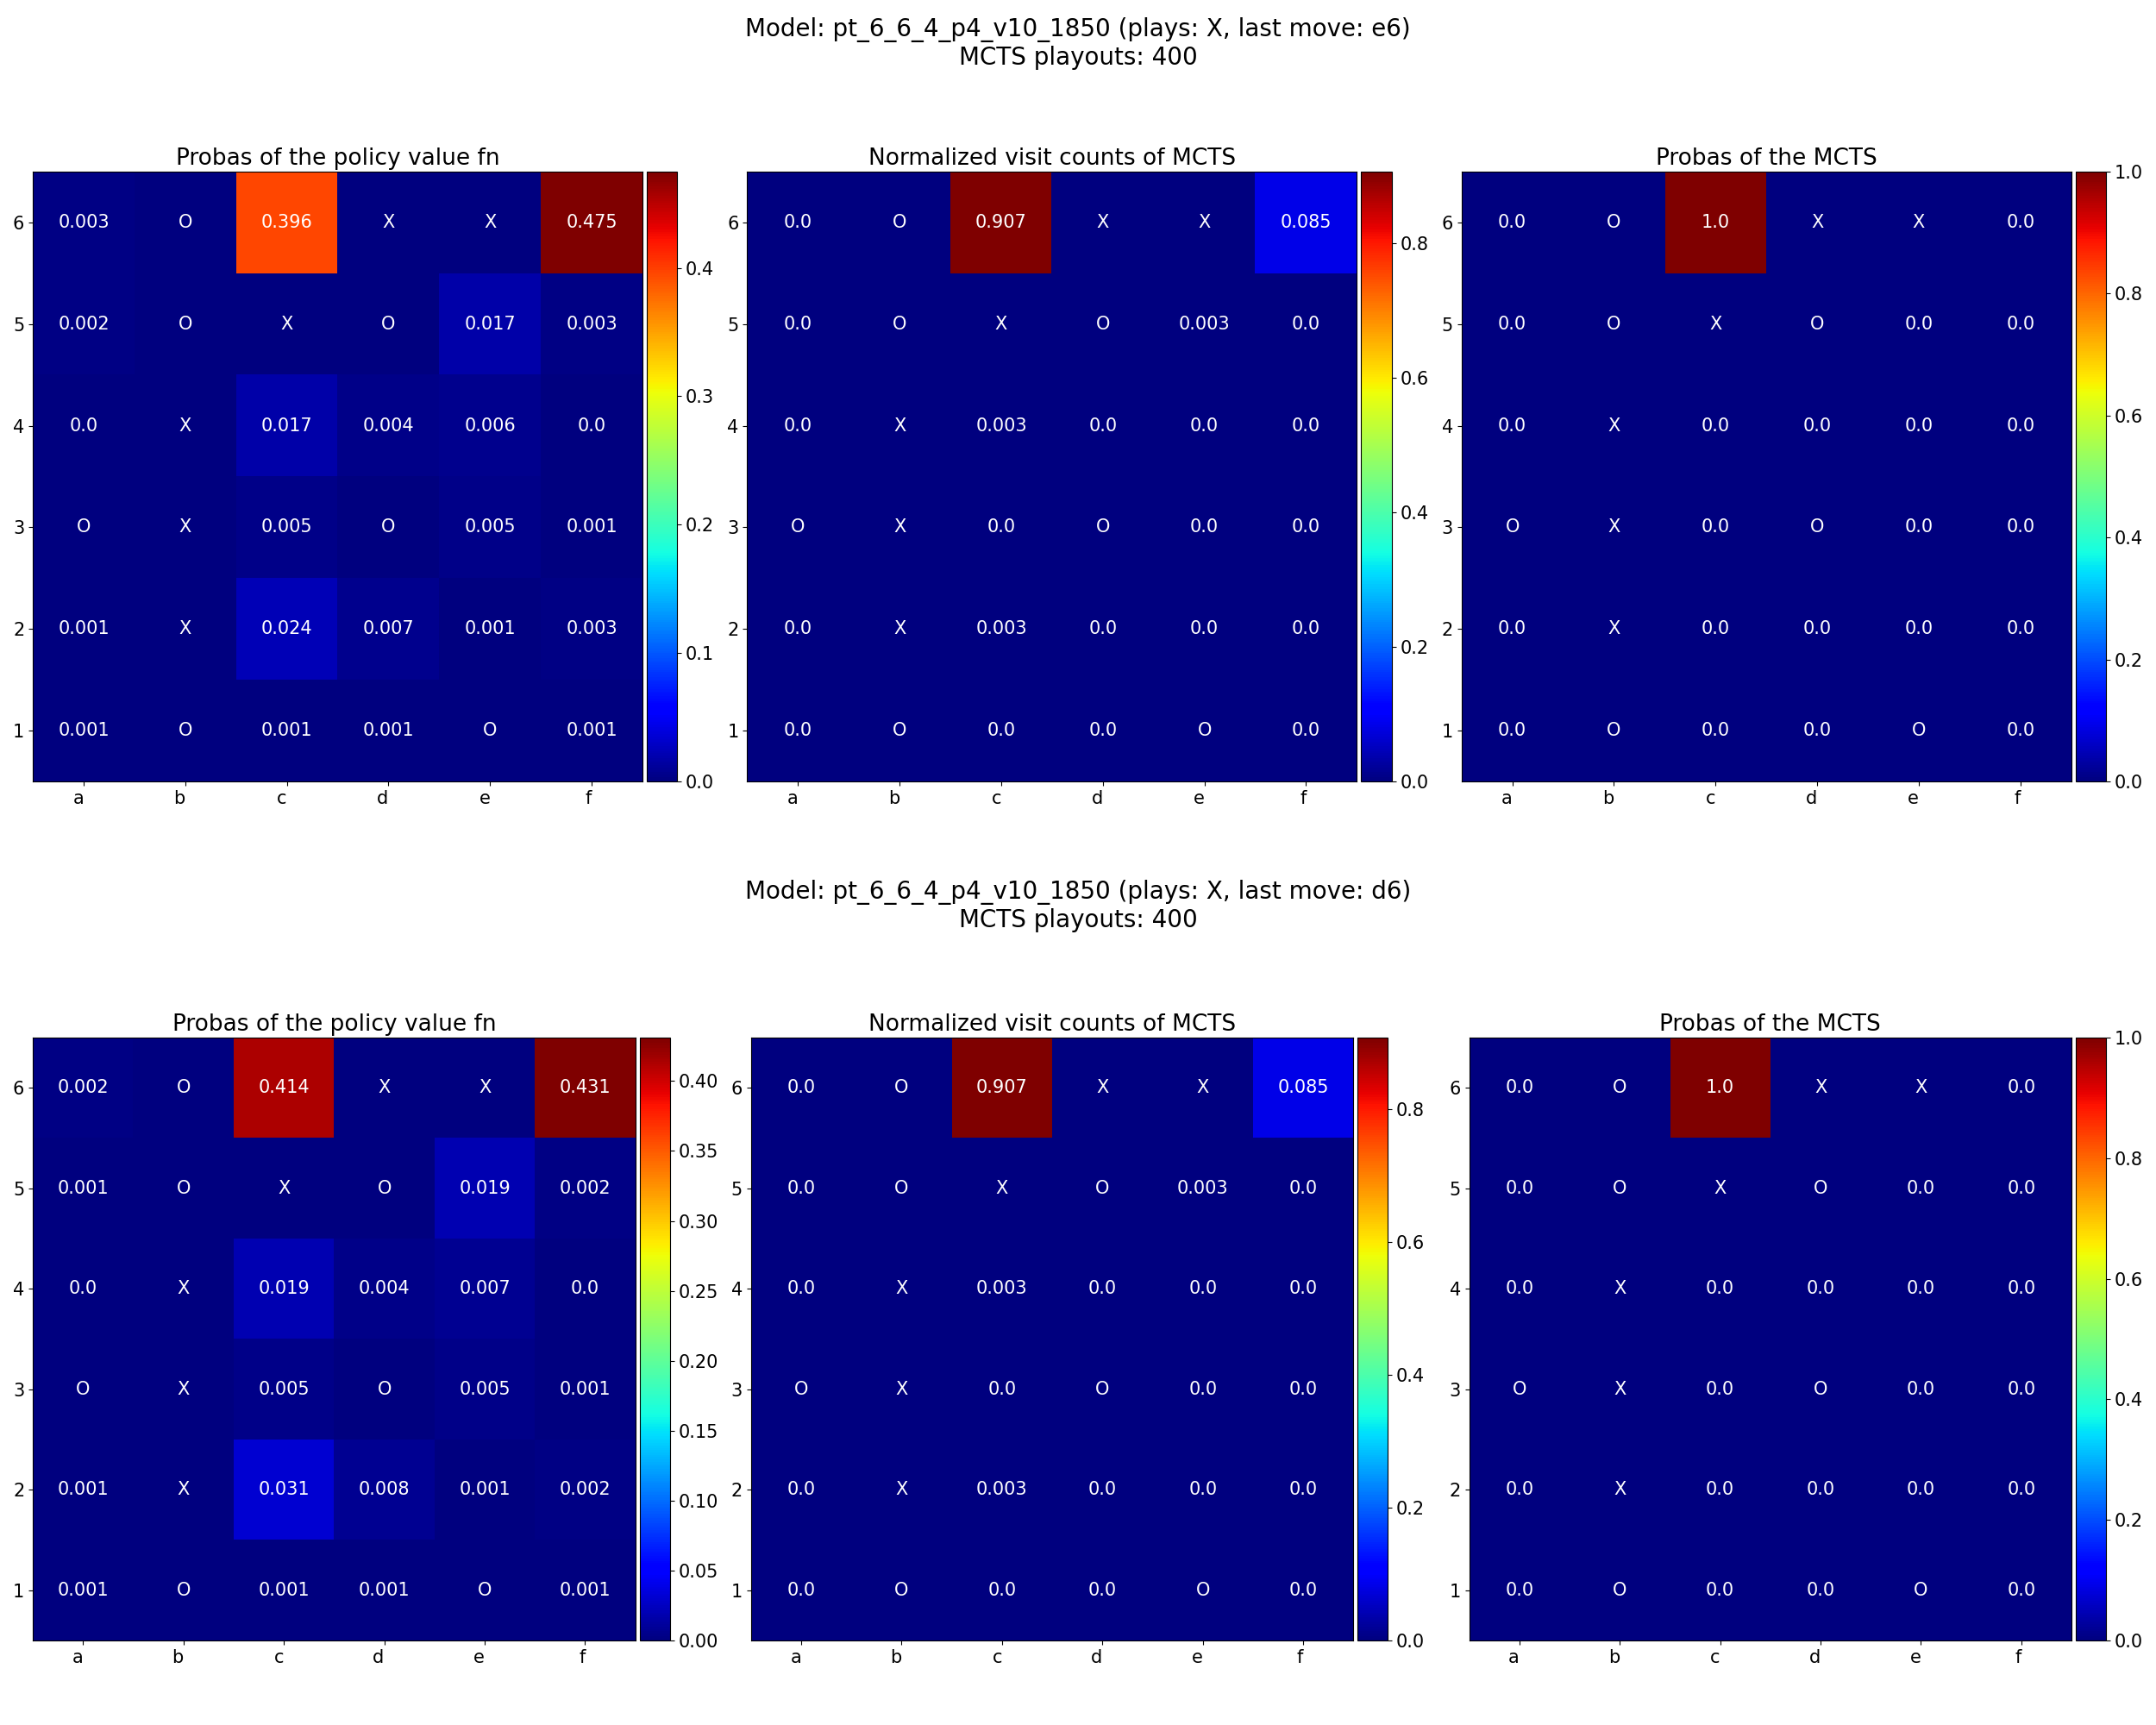 Model: pt_6_6_4_p4_v10_1850 (plays: X, last move: e6)
MCTS playouts: 400
Probas of the policy value fn
6 0.003 O 0.396 X X 0.475
5 0.002 O X O 0.017 0.003
4 0.0 X 0.017 0.004 0.006 0.0
3 O X 0.005 O 0.005 0.001
2 0.001 X 0.024 0.007 0.001 0.003
1 0.001 O 0.001 0.001 O 0.001
a b c d e f
0.4
0.3
0.2
0.1
0.0
Normalized visit counts of MCTS
6 0.0 O 0.907 X X 0.085
5 0.0 O X O 0.003 0.0
4 0.0 X 0.003 0.0 0.0 0.0
3 O X 0.0 O 0.0 0.0
2 0.0 X 0.003 0.0 0.0 0.0
1 0.0 O 0.0 0.0 O 0.0
a b c d e f
0.8
0.6
0.4
0.2
0.0
Probas of the MCTS
6 0.0 O 1.0 X X 0.0
5 0.0 O X O 0.0 0.0
4 0.0 X 0.0 0.0 0.0 0.0
3 O X 0.0 O 0.0 0.0
2 0.0 X 0.0 0.0 0.0 0.0
1 0.0 O 0.0 0.0 O 0.0
a b c d e f
1.0
0.8
0.6
0.4
0.2
0.0
Model: pt_6_6_4_p4_v10_1850 (plays: X, last move: d6)
MCTS playouts: 400
Probas of the policy value fn
6 0.002 O 0.414 X X 0.431
5 0.001 O X O 0.019 0.002
4 0.0 X 0.019 0.004 0.007 0.0
3 O X 0.005 O 0.005 0.001
2 0.001 X 0.031 0.008 0.001 0.002
1 0.001 O 0.001 0.001 O 0.001
a b c d e f
0.40
0.35
0.30
0.25
0.20
0.15
0.10
0.05
0.00
Normalized visit counts of MCTS
6 0.0 O 0.907 X X 0.085
5 0.0 O X O 0.003 0.0
4 0.0 X 0.003 0.0 0.0 0.0
3 O X 0.0 O 0.0 0.0
2 0.0 X 0.003 0.0 0.0 0.0
1 0.0 O 0.0 0.0 O 0.0
a b c d e f
0.8
0.6
0.4
0.2
0.0
Probas of the MCTS
6 0.0 O 1.0 X X 0.0
5 0.0 O X O 0.0 0.0
4 0.0 X 0.0 0.0 0.0 0.0
3 O X 0.0 O 0.0 0.0
2 0.0 X 0.0 0.0 0.0 0.0
1 0.0 O 0.0 0.0 O 0.0
a b c d e f
1.0
0.8
0.6
0.4
0.2
0.0